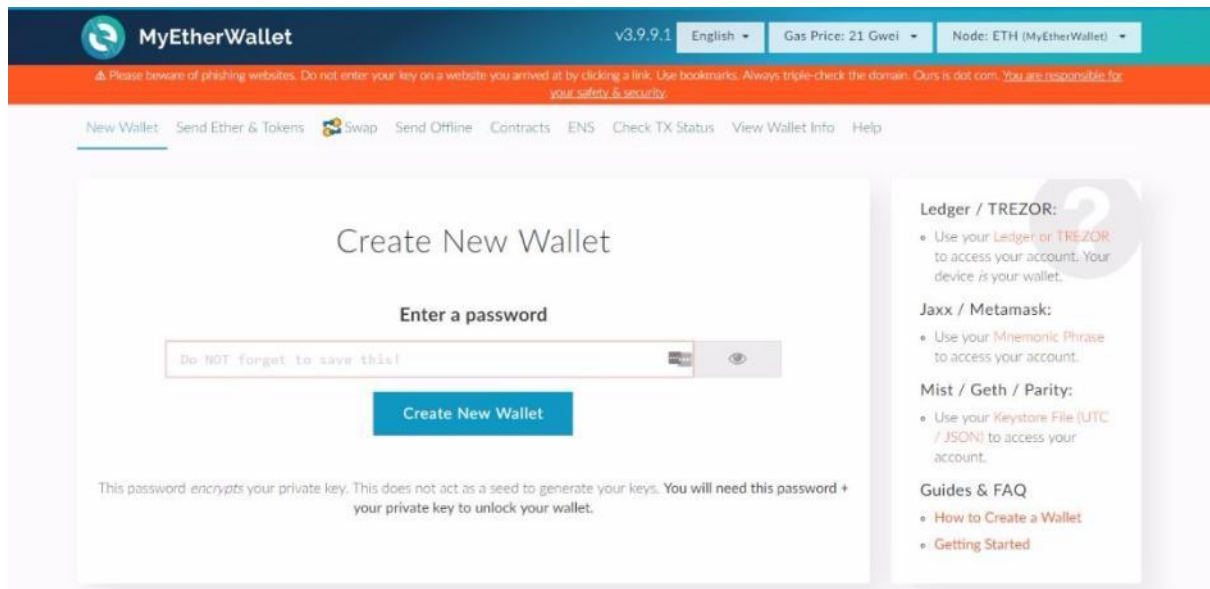 MyEtherWallet
v3.9.9.1 English Gas Price: 21 Gwei Node: ETH (MyEtherWallet)
Please beware of phishing websites. Do not enter your key on a website you arrived at by clicking a link. Use bookmarks. Always triple-check the domain. Ours is dot com. You are responsible for
your safety & security.
New Wallet Send Ether & Tokens Swap Send Offline Contracts ENS Check TX Status View Wallet Info Help
Create New Wallet
Enter a password
Do NOT forget to save this!
Create New Wallet
This password encrypts your private key. This does not act as a seed to generate your keys. You will need this password +
your private key to unlock your wallet.
Ledger / TREZOR:
Use your Ledger or TREZOR
to access your account. Your
device is your wallet.
Jaxx / Metamask:
Use your Mnemonic Phrase
to access your account.
Mist / Geth / Parity:
Use your Keystore File (UTC
/ JSON) to access your
account.
Guides & FAQ
How to Create a Wallet
Getting Started